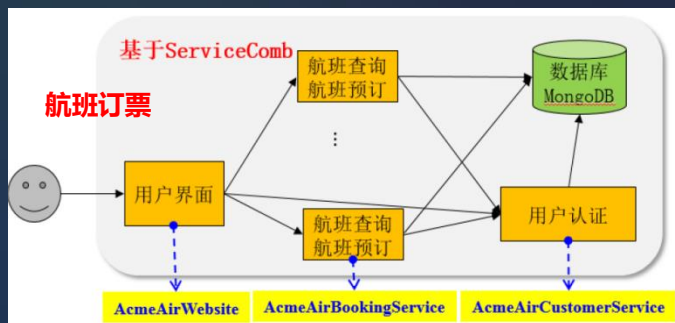 基于ServiceComb
航班订票
航班查询
航班预订
数据库
MongoDB
⋮
用户界面
航班查询
航班预订
用户认证
AcmeAirWebsite
AcmeAirBookingService
AcmeAirCustomerService